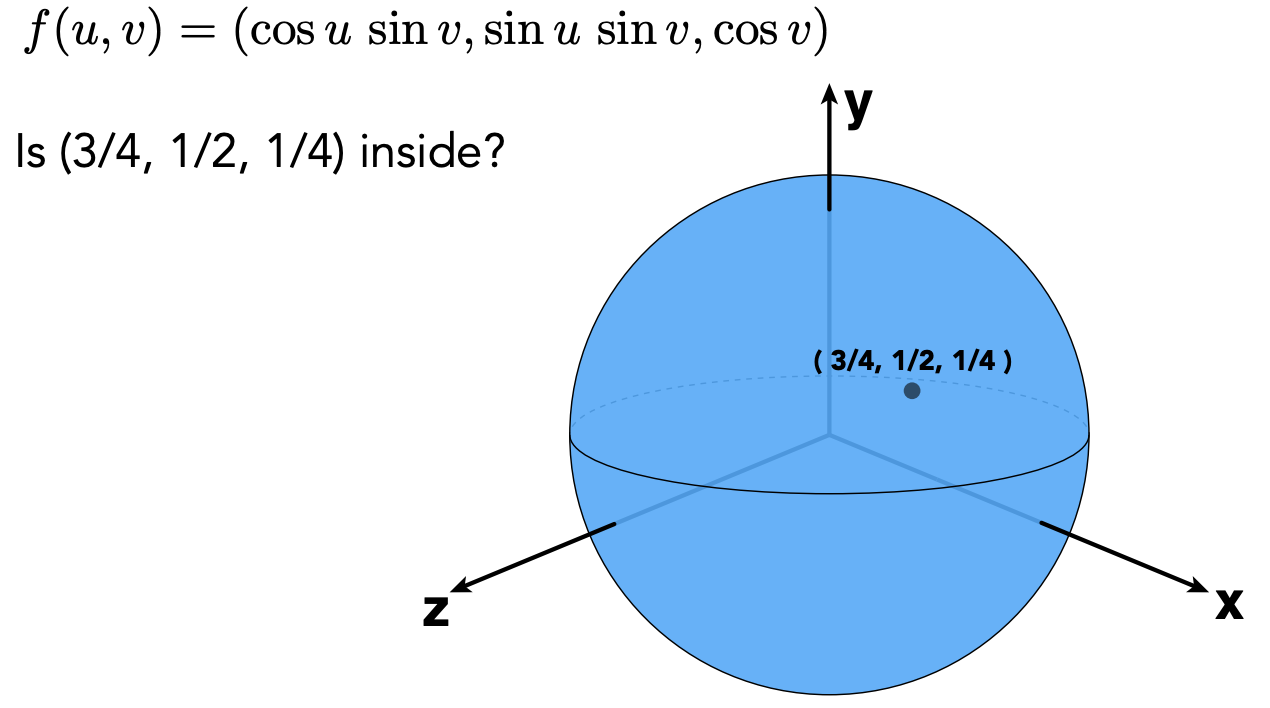 f(u, v) = (cos u sin v, sin u sin v, cos v)
Is (3/4, 1/2, 1/4) inside?
y
( 3/4, 1/2, 1/4 )
z
x